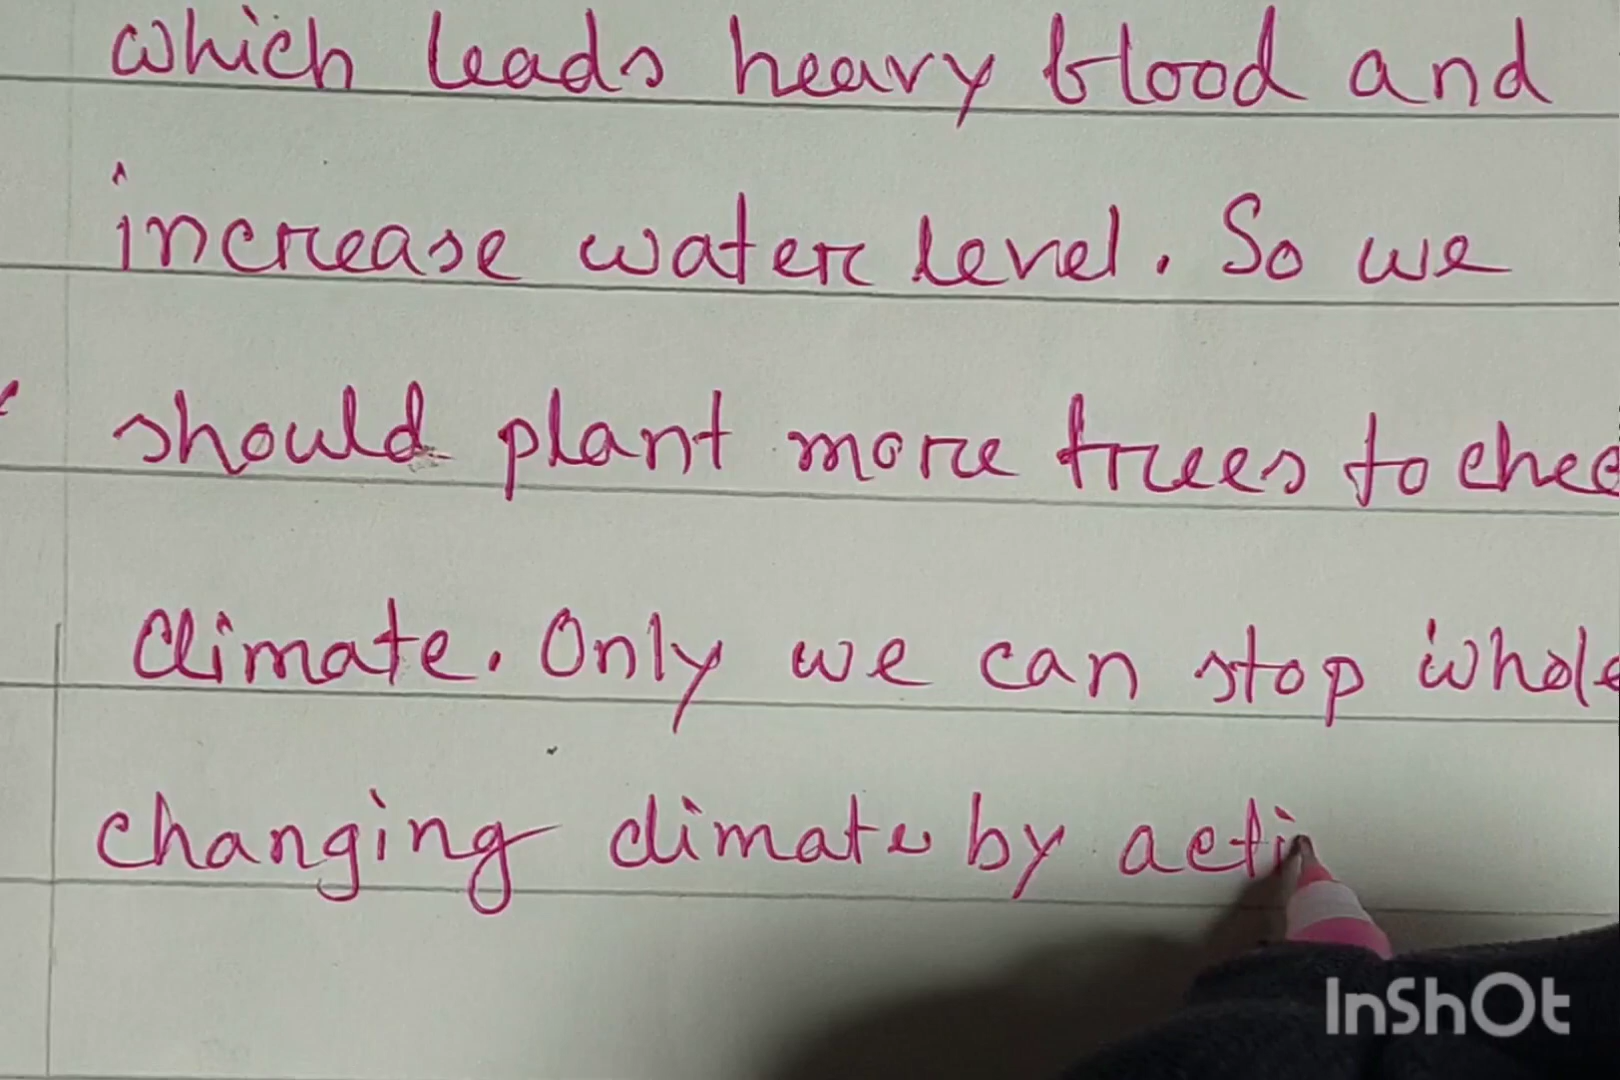 which leads heavy blood and
increase water level. So we
should plant more trees to chec
climate. Only we can stop whole
changing climate by acti
InShOt